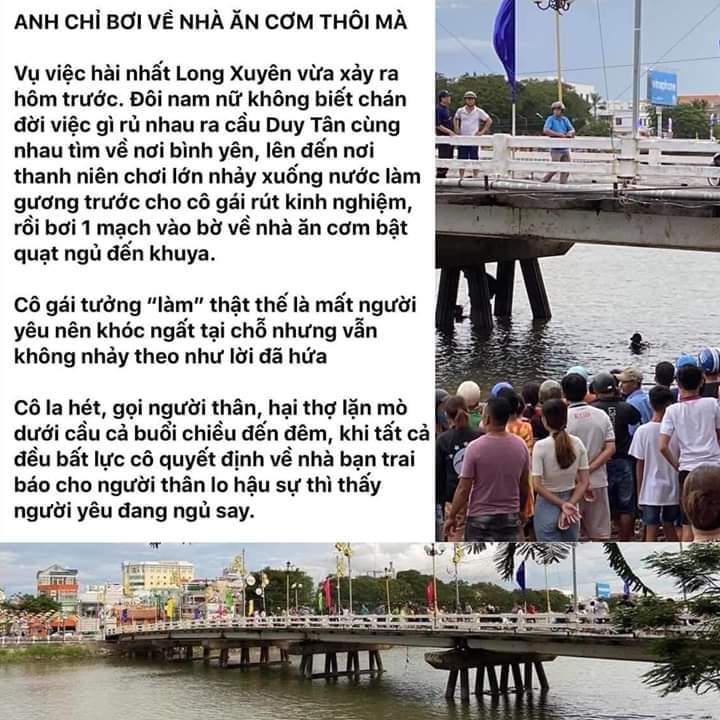 ANH CHỈ BƠI VỀ NHÀ ĂN CƠM THÔI MÀ
Vụ việc hài nhất Long Xuyên vừa xảy ra
hôm trước. Đôi nam nữ không biết chán
đời việc gì rủ nhau ra cầu Duy Tân cùng
nhau tìm về nơi bình yên, lên đến nơi
thanh niên chơi lớn nhảy xuống nước làm
gương trước cho cô gái rút kinh nghiệm,
rồi bơi 1 mạch vào bờ về nhà ăn cơm bật
quạt ngủ đến khuya.
Cô gái tưởng “làm” thật thế là mất người
yêu nên khóc ngất tại chỗ nhưng vẫn
không nhảy theo như lời đã hứa
Cô la hét, gọi người thân, hại thợ lặn mò
dưới cầu cả buổi chiều đến đêm, khi tất cả
đều bất lực cô quyết định về nhà bạn trai
báo cho người thân lo hậu sự thì thấy
người yêu đang ngủ say.
vinaphone